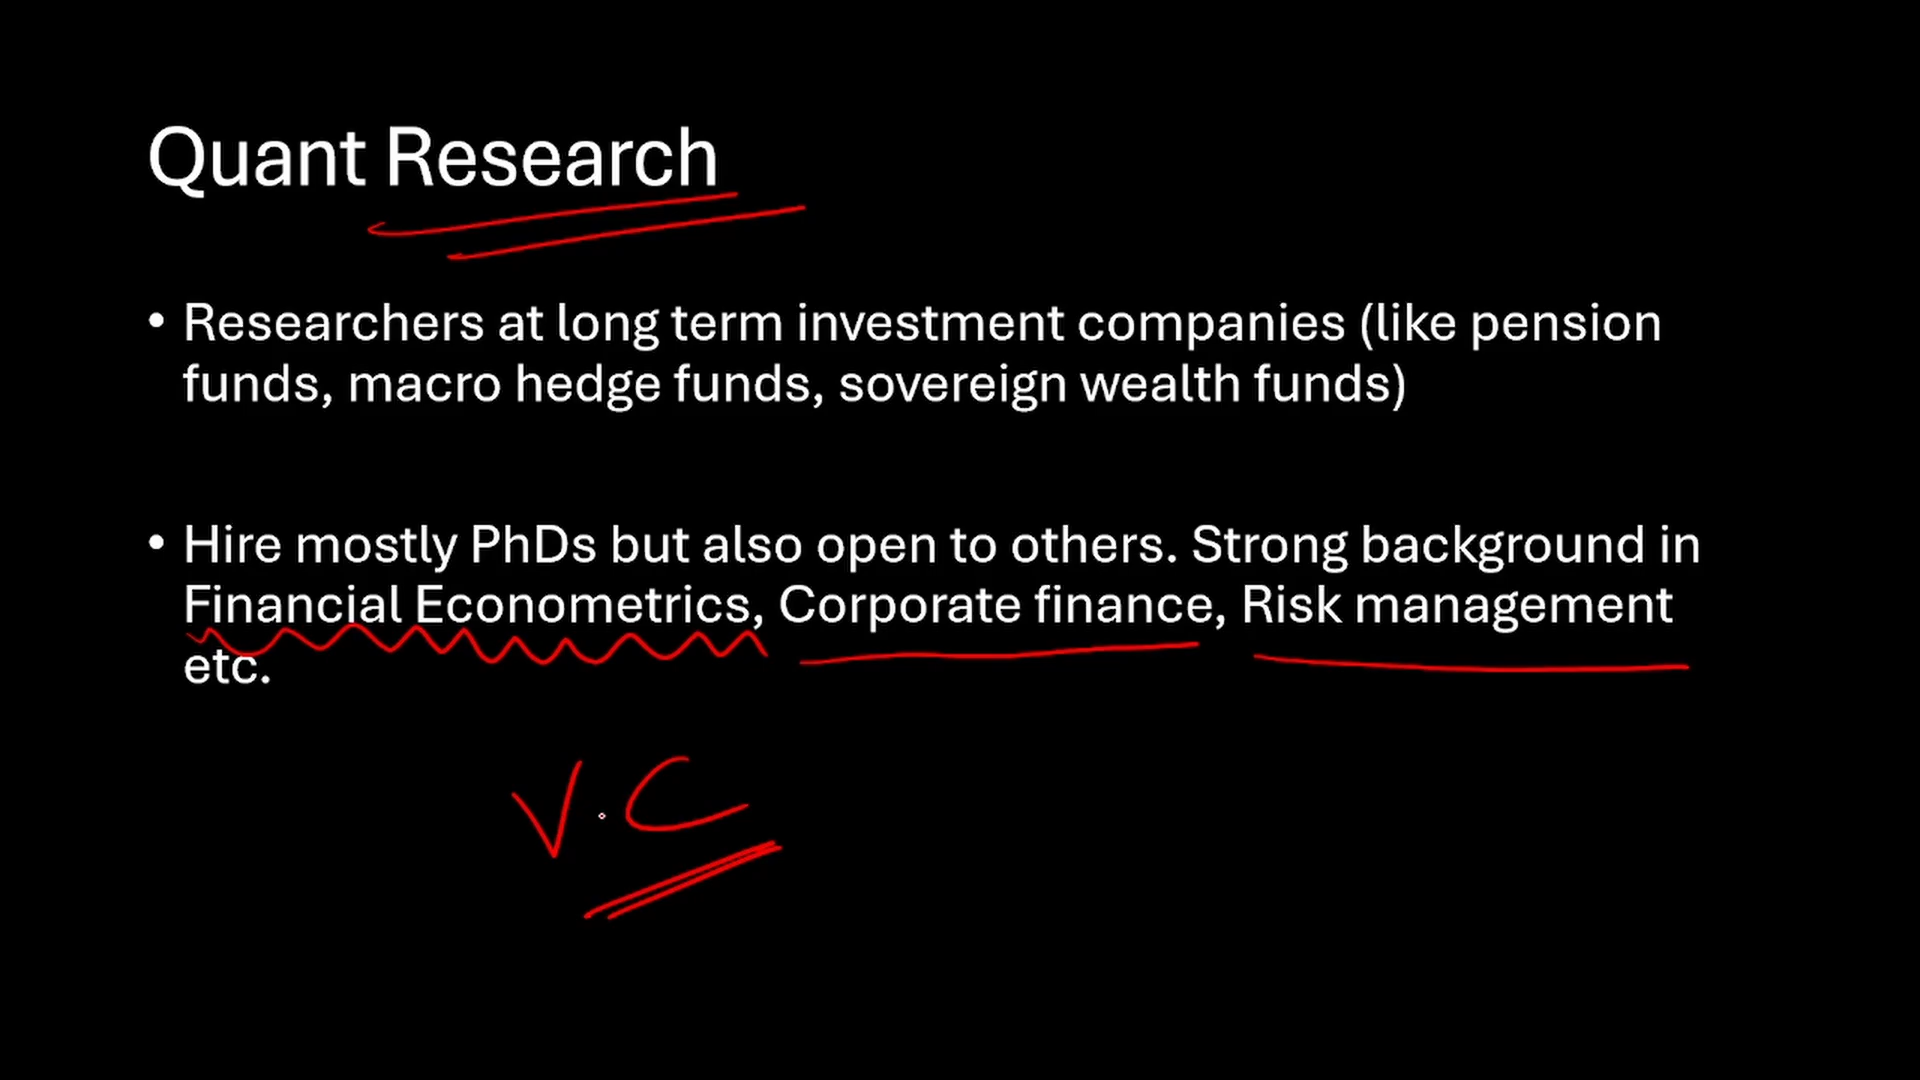 Quant Research
• Researchers at long term investment companies (like pension
funds, macro hedge funds, sovereign wealth funds)
• Hire mostly PhDs but also open to others. Strong background in
Financial Econometrics, Corporate finance, Risk management
etc.
V.C